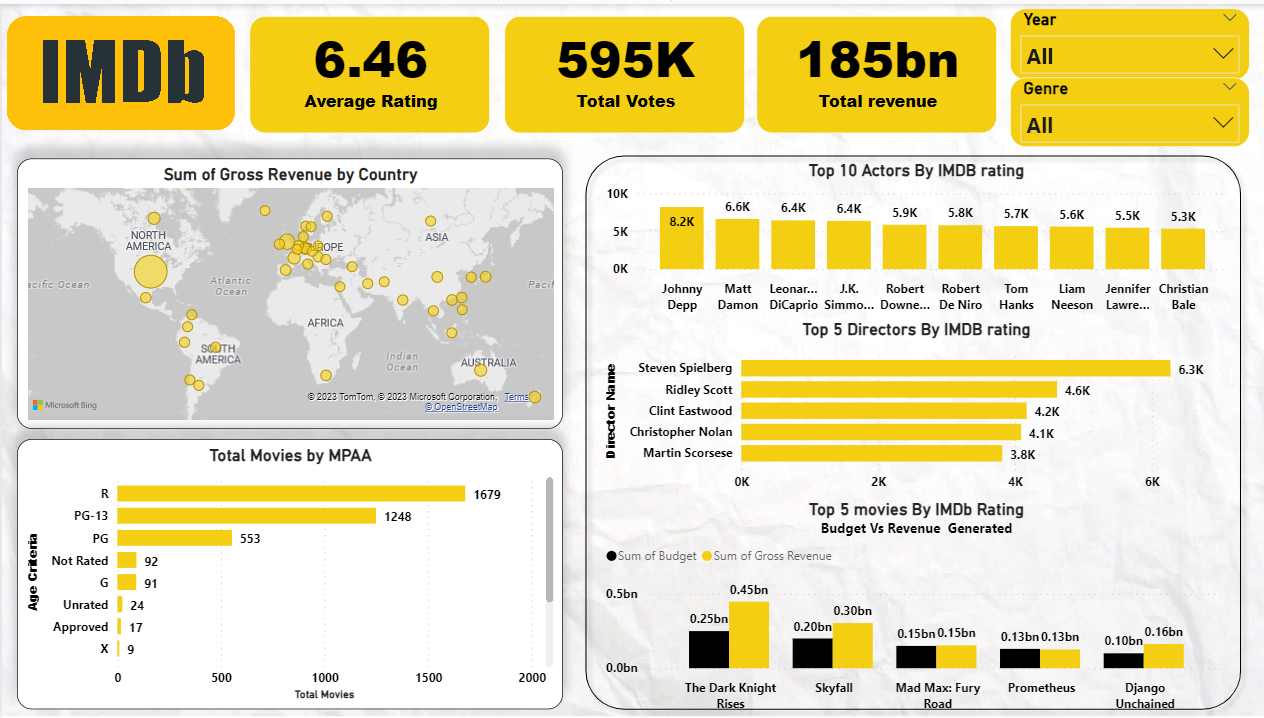 IMDb
6.46
Average Rating
595K
Total Votes
185bn
Total revenue
Year
All
Genre
All
Sum of Gross Revenue by Country
NORTH
AMERICA
EUROPE
ASIA
Atlantic
Ocean
acific Ocean
Pacif
AFRICA
SOUTH
AMERICA
Indian
Ocean
AUSTRALIA
Microsoft Bing
© 2023 TomTom, © 2023 Microsoft Corporation, Terms
© OpenStreetMap
Total Movies by MPAA
Age Criteria
R 1679
PG-13 1248
PG 553
Not Rated 92
G 91
Unrated 24
Approved 17
X 9
0 500 1000 1500 2000
Total Movies
Top 10 Actors By IMDB rating
10K
5K
0K
8.2K 6.6K 6.4K 6.4K 5.9K 5.8K 5.7K 5.6K 5.5K 5.3K
Johnny Matt Leonar... J.K. Robert Robert Tom Liam Jennifer Christian
Depp Damon DiCaprio Simmo... Downe... De Niro Hanks Neeson Lawre... Bale
Top 5 Directors By IMDB rating
Director Name
Steven Spielberg 6.3K
Ridley Scott 4.6K
Clint Eastwood 4.2K
Christopher Nolan 4.1K
Martin Scorsese 3.8K
0K 2K 4K 6K
Top 5 movies By IMDb Rating
Budget Vs Revenue Generated
Sum of Budget Sum of Gross Revenue
0.5bn
0.0bn
0.25bn 0.45bn 0.20bn 0.30bn 0.15bn 0.15bn 0.13bn 0.13bn 0.10bn 0.16bn
The Dark Knight Skyfall Mad Max: Fury Prometheus Django
Rises Road Unchained